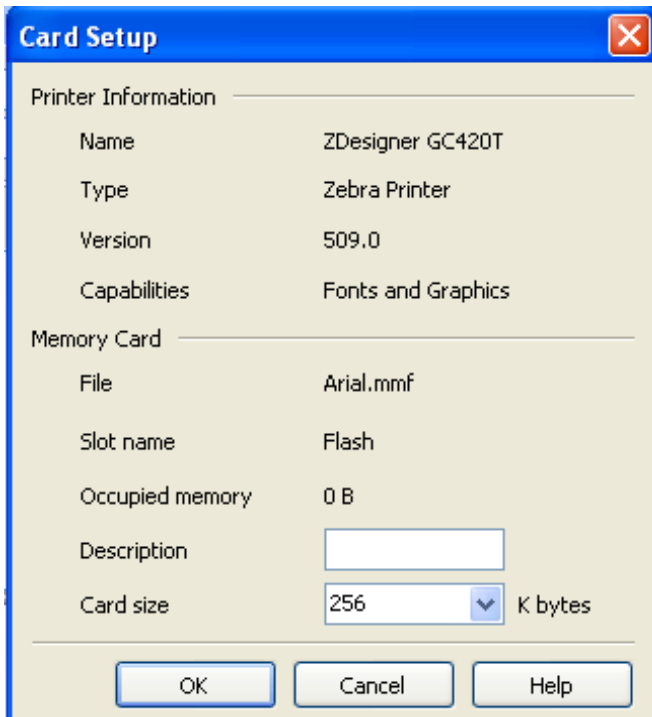 Card Setup
Printer Information
Name ZDesigner GC420T
Type Zebra Printer
Version 509.0
Capabilities Fonts and Graphics
Memory Card
File Arial.mmf
Slot name Flash
Occupied memory 0 B
Description
Card size 256 K bytes
OK Cancel Help